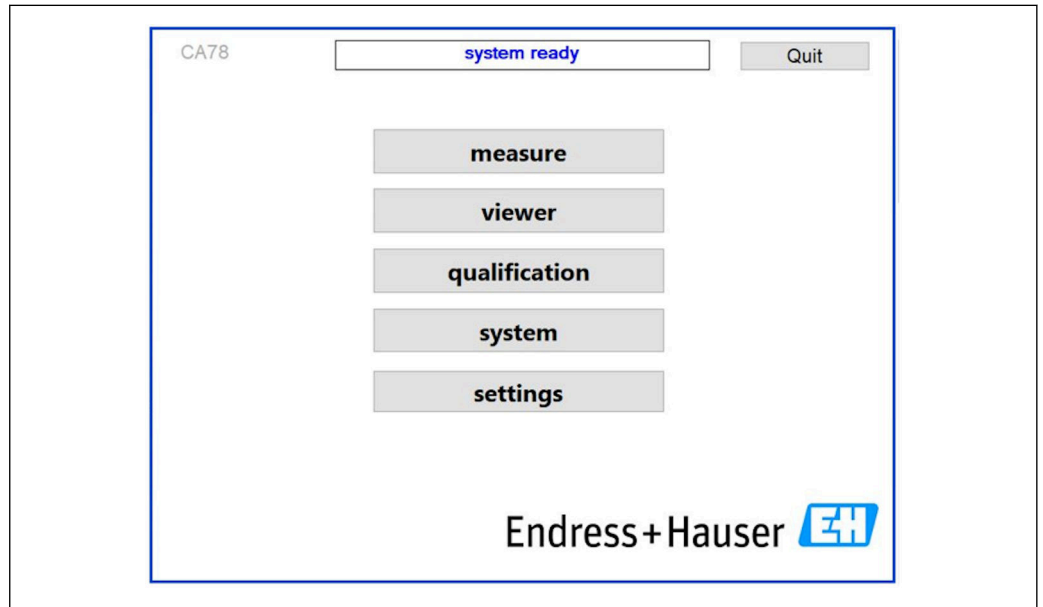 CA78
system ready
Quit
measure
viewer
qualification
system
settings
Endress+Hauser EH